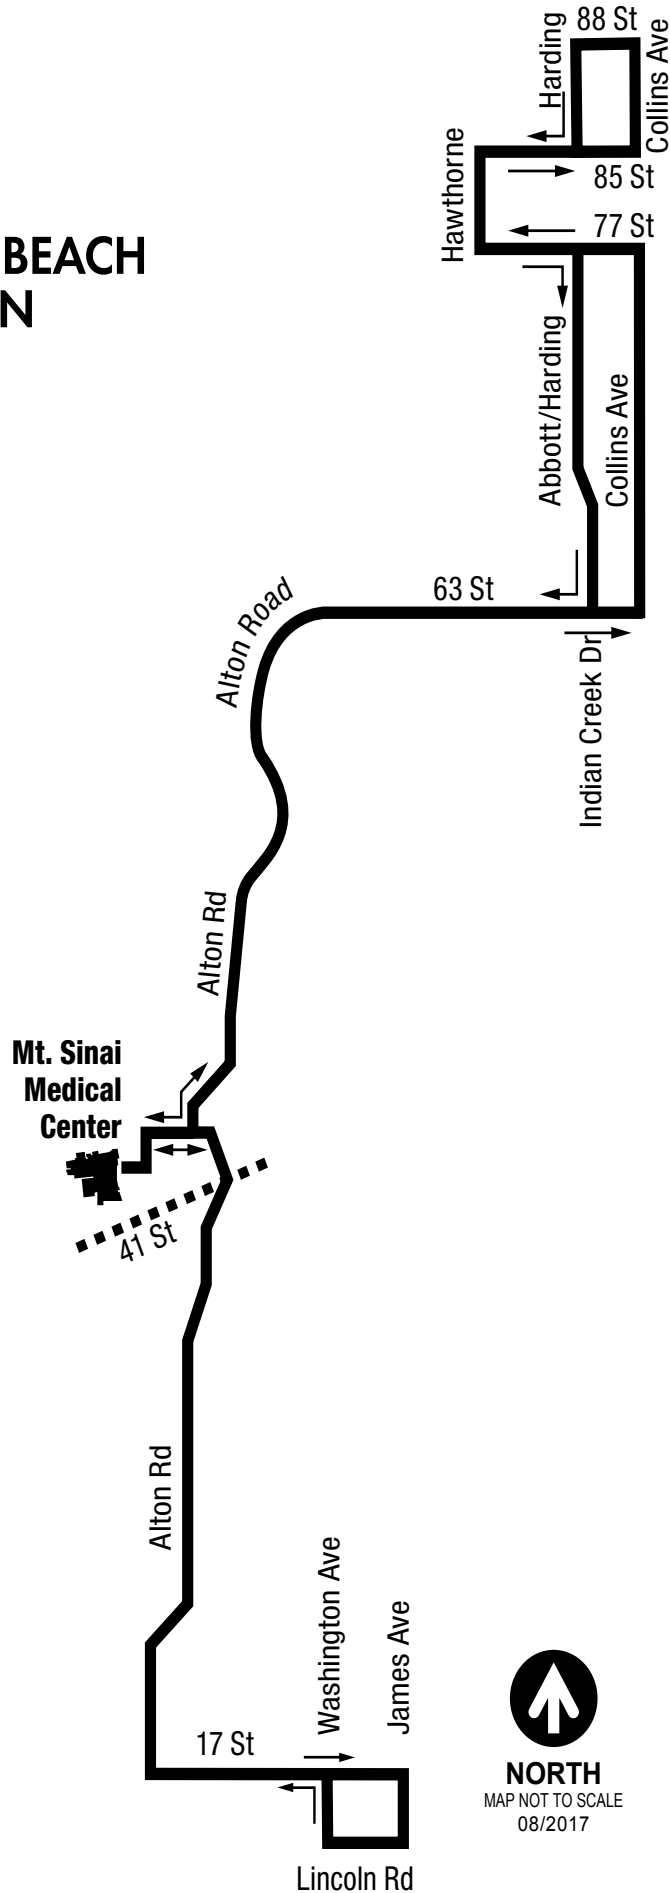 88 St
Harding
Collins Ave
Hawthorne
85 St
77 St
BEACH
N
Abbott/Harding
Collins Ave
63 St
Alton Road
Indian Creek Dr
Alton Rd
Mt. Sinai
Medical
Center
41 St
Alton Rd
Washington Ave
James Ave
17 St
NORTH
MAP NOT TO SCALE
08/2017
Lincoln Rd